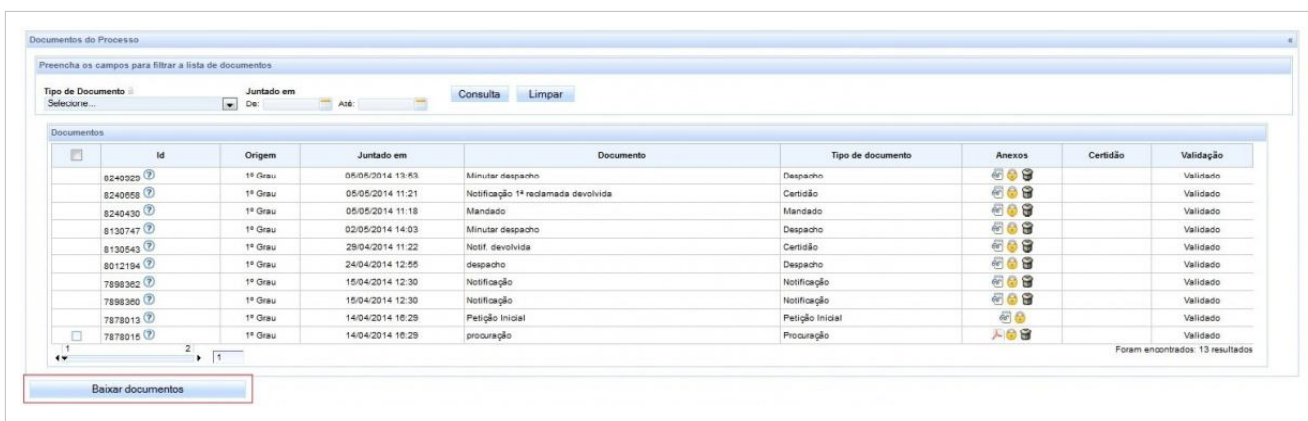 Documentos do Processo
Preencha os campos para filtrar a lista de documentos
Tipo de Documento Juntado em
Selecione... De: Até: Consulta Limpar
Documentos
Id Origem Juntado em Documento Tipo de documento Anexos Certidão Validação
8240929 1º Grau 05/05/2014 13:53 Minutar despacho Despacho Validado
8240658 1º Grau 05/05/2014 11:21 Notificação 1ª reclamada devolvida Certidão Validado
8240430 1º Grau 05/05/2014 11:18 Mandado Mandado Validado
8130747 1º Grau 02/05/2014 14:03 Minutar despacho Despacho Validado
8130543 1º Grau 29/04/2014 11:22 Notif. devolvida Certidão Validado
8012194 1º Grau 24/04/2014 12:55 despacho Despacho Validado
7898362 1º Grau 15/04/2014 12:30 Notificação Notificação Validado
7898360 1º Grau 15/04/2014 12:30 Notificação Notificação Validado
7878013 1º Grau 14/04/2014 16:29 Petição Inicial Petição Inicial Validado
7878015 1º Grau 14/04/2014 16:29 procuração Procuração Validado
1 2 1 Foram encontrados: 13 resultados
Baixar documentos